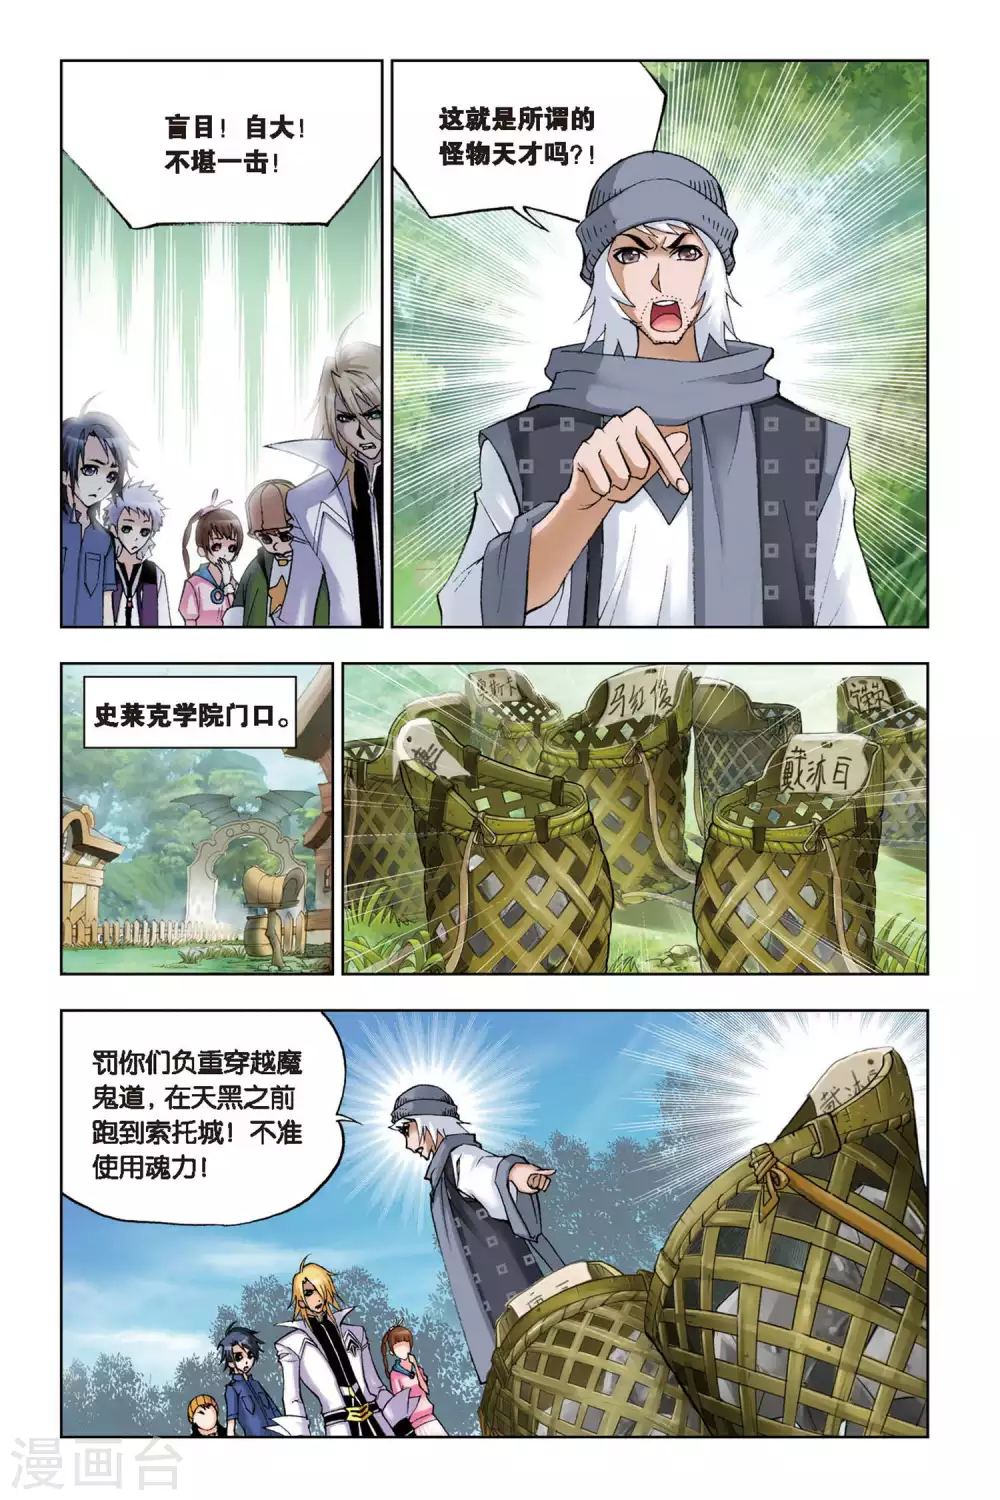 盲目！自大！
不堪一击！
这就是所谓的
怪物天才吗？！
史莱克学院门口。
马红俊
戴沐白
罚你们负重穿越魔
鬼道，在天黑之前
跑到索托城！不准
使用魂力！
戴沐白
漫画台